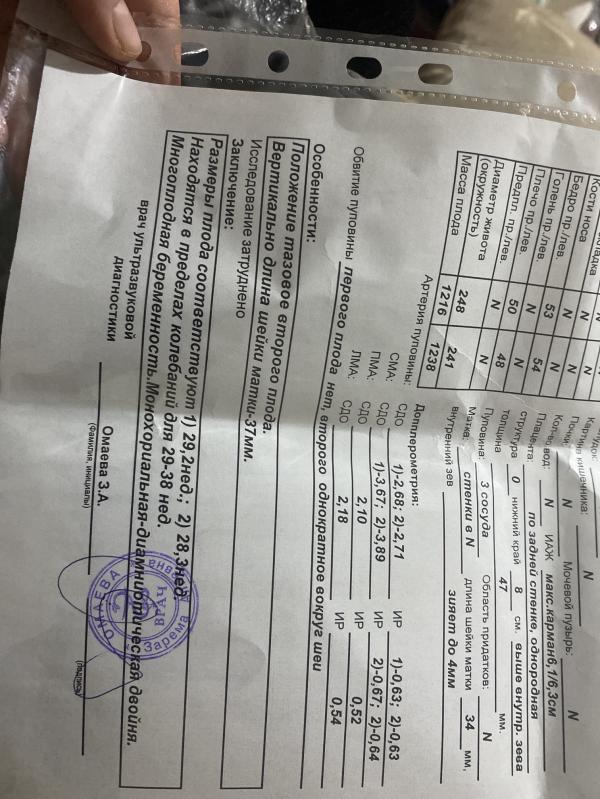 складка
Кости носа N
Бедро пр./лев. N N
Голень пр./лев. 53 54
Плечо пр./лев. N N
Предпл. пр./лев. 50 48
Диаметр живота N N
(окружность) 248 241
Масса плода 1216 1238
Мочевой пузырь: N
кишечника: N
Почки N
Кол-во вод: N ИАЖ макс.карман6,1/6,3см
Плацента: по задней стенке, однородная
структура 0 нижний край 8 см. выше внутр. зева
толщина 47 мм.
Пуповина: 3 сосуда Область придатков: N
Матка: стенки в N длина шейки матки 34 мм,
внутренний зев зияет до 4мм
Допплерометрия:
Артерия пуповины: СДО 1)-2,68; 2)-2,71 ИР 1)-0,63; 2)-0,63
СМА: СДО 1)-3,67; 2)-3,89 ИР 2)-0,67; 2)-0,64
ПМА: СДО 2,10 ИР 0,52
ЛМА: СДО 2,18 ИР 0,54
Обвитие пуповины первого плода нет, второго однократное вокруг шеи
Особенности:
Положение тазовое второго плода.
Вертикально длина шейки матки-37мм.
Исследование затруднено
Заключение:
Размеры плода соответствуют 1) 29,2нед.; 2) 28,3нед.
Находятся в пределах колебаний для 29-38 нед.
Многоплодная беременность.Монохориальная-диамниотическая двойня.
врач ультразвуковой
диагностики
Омаева З.А.
(Фамилия, инициалы)
(подпись)
ОМАЕВА
Зарема
ВРАЧ